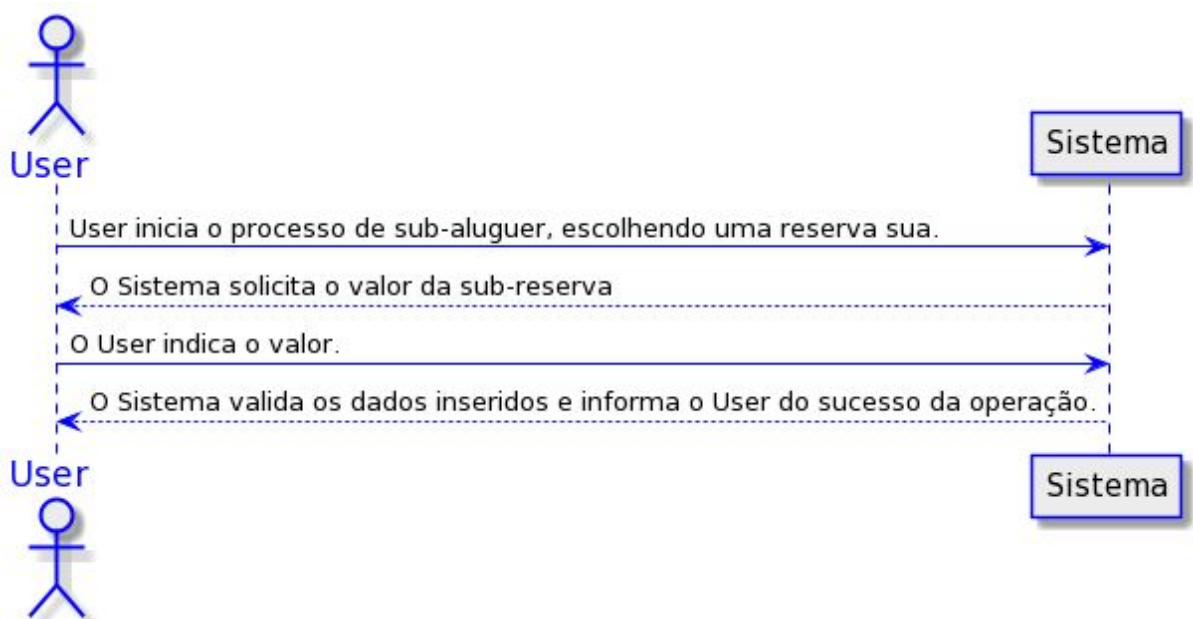 User
Sistema
User inicia o processo de sub-aluguer, escolhendo uma reserva sua.
O Sistema solicita o valor da sub-reserva
O User indica o valor.
O Sistema valida os dados inseridos e informa o User do sucesso da operação.
User
Sistema